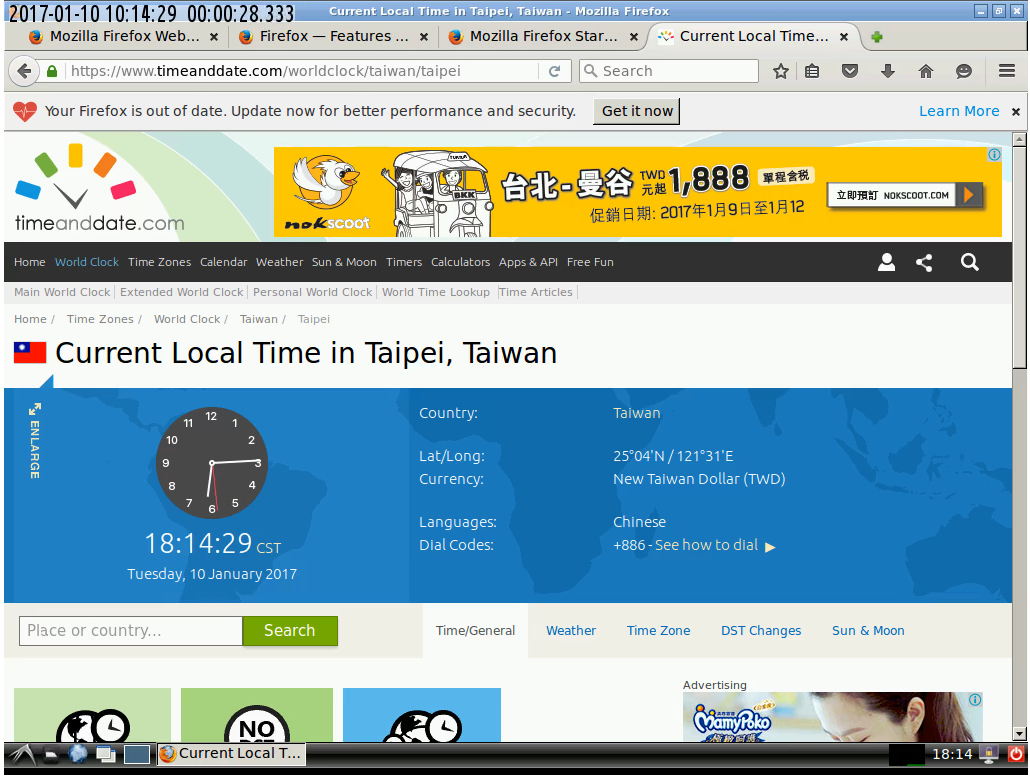 2017-01-10 10:14:29 00:00:28.333
Current Local Time in Taipei, Taiwan - Mozilla Firefox
Mozilla Firefox Web... Firefox — Features ... Mozilla Firefox Star... Current Local Time...
https://www.timeanddate.com/worldclock/taiwan/taipei Search
Your Firefox is out of date. Update now for better performance and security. Get it now Learn More
timeanddate.com
nokscoot
TAIWAN
BKK
台北-曼谷 TWD 元起 1,888 單程含稅
促銷日期: 2017年1月9日至1月12
立即預訂 NOKSCOOT.COM
Home World Clock Time Zones Calendar Weather Sun & Moon Timers Calculators Apps & API Free Fun
Main World Clock Extended World Clock Personal World Clock World Time Lookup Time Articles
Home / Time Zones / World Clock / Taiwan / Taipei
Current Local Time in Taipei, Taiwan
ENLARGE
12 1 2 3 4 5 6 7 8 9 10 11
18:14:29 CST
Tuesday, 10 January 2017
Country: Taiwan
Lat/Long: 25°04'N / 121°31'E
Currency: New Taiwan Dollar (TWD)
Languages: Chinese
Dial Codes: +886 - See how to dial
Place or country... Search
Time/General Weather Time Zone DST Changes Sun & Moon
Advertising
NO
MamyPoko
Current Local T... 18:14